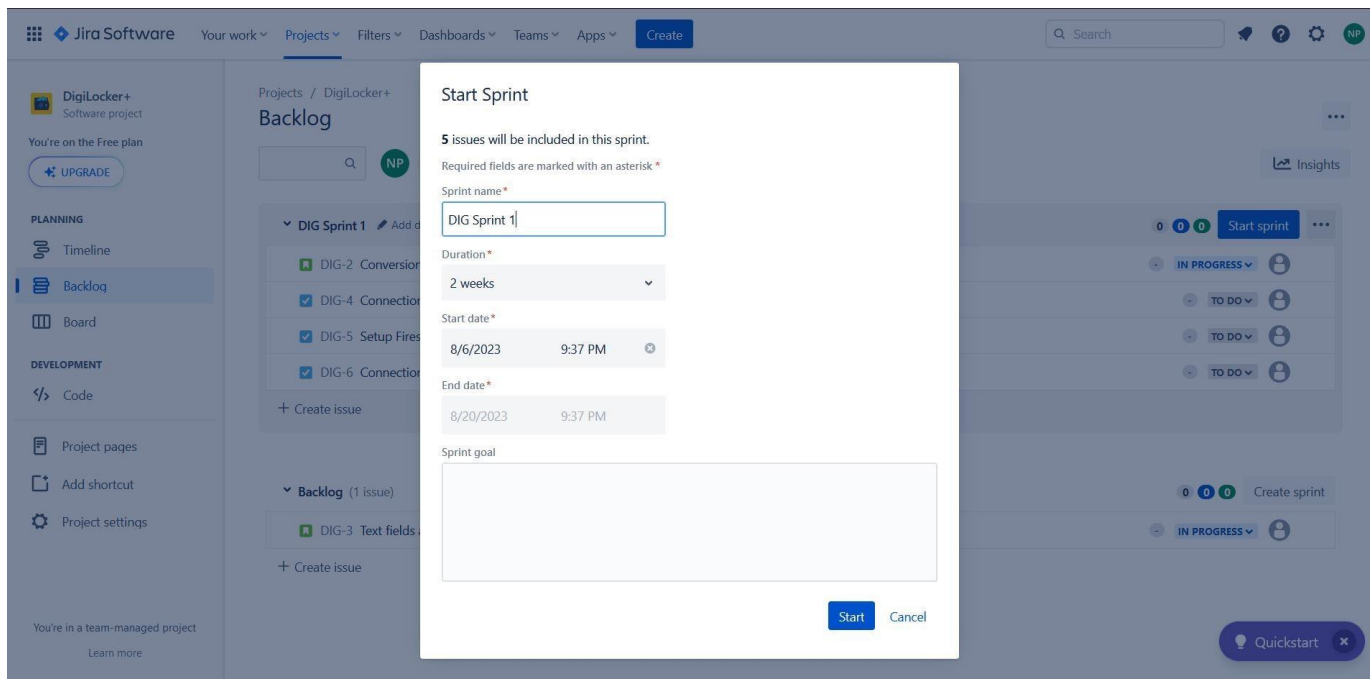 Jira Software Your work Projects Filters Dashboards Teams Apps Create Search NP
DigiLocker+
Software project
You're on the Free plan
UPGRADE
PLANNING
Timeline
Backlog
Board
DEVELOPMENT
Code
Project pages
Add shortcut
Project settings
You're in a team-managed project
Learn more
Projects / DigiLocker+
Backlog
NP
Insights
DIG Sprint 1 Add d
0 0 0 Start sprint
DIG-2 Conversion
- IN PROGRESS
DIG-4 Connection
- TO DO
DIG-5 Setup Fires
- TO DO
DIG-6 Connection
- TO DO
+ Create issue
Backlog (1 issue)
0 0 0 Create sprint
DIG-3 Text fields
- IN PROGRESS
+ Create issue
Start Sprint
5 issues will be included in this sprint.
Required fields are marked with an asterisk *
Sprint name*
DIG Sprint 1
Duration*
2 weeks
Start date*
8/6/2023 9:37 PM
End date*
8/20/2023 9:37 PM
Sprint goal
Start Cancel
Quickstart